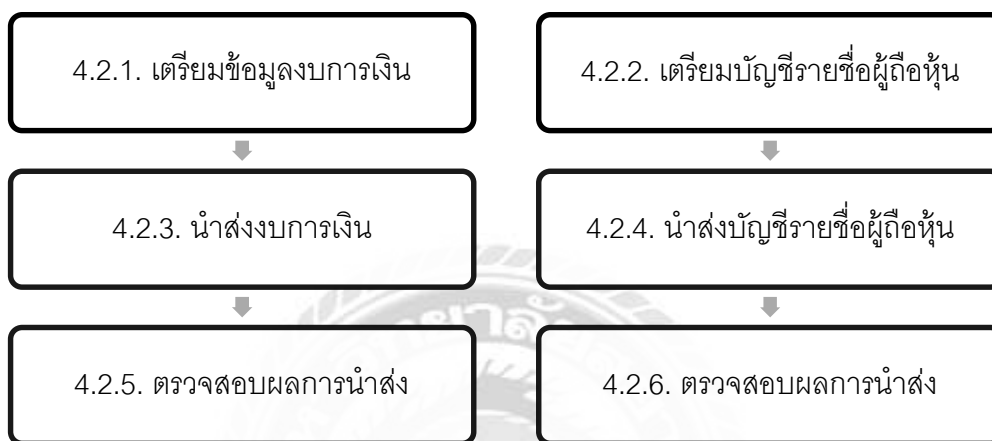 4.2.1. เตรียมข้อมูลงบการเงิน
4.2.2. เตรียมบัญชีรายชื่อผู้ถือหุ้น
4.2.3. นำส่งงบการเงิน
4.2.4. นำส่งบัญชีรายชื่อผู้ถือหุ้น
4.2.5. ตรวจสอบผลการนำส่ง
4.2.6. ตรวจสอบผลการนำส่ง